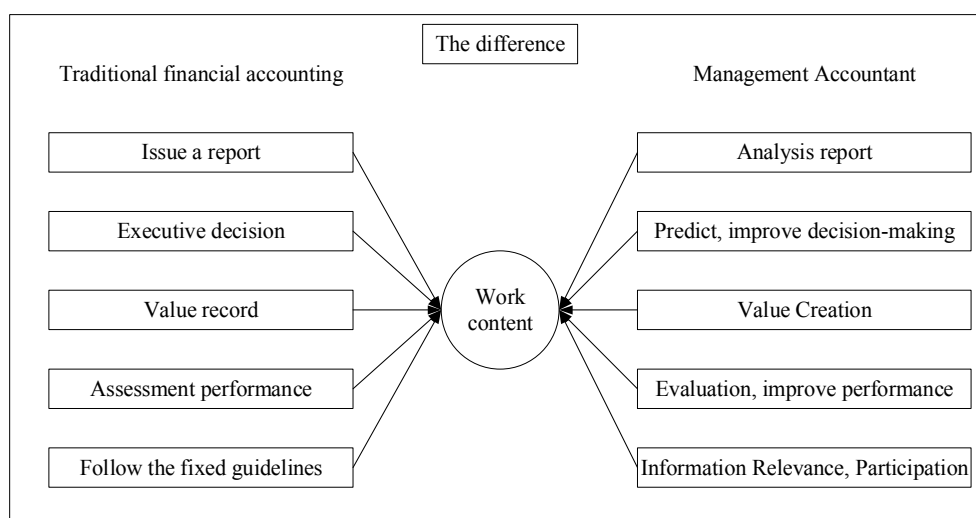 The difference
Traditional financial accounting
Management Accountant
Issue a report
Analysis report
Executive decision
Predict, improve decision-making
Value record
Work
content
Value Creation
Assessment performance
Evaluation, improve performance
Follow the fixed guidelines
Information Relevance, Participation